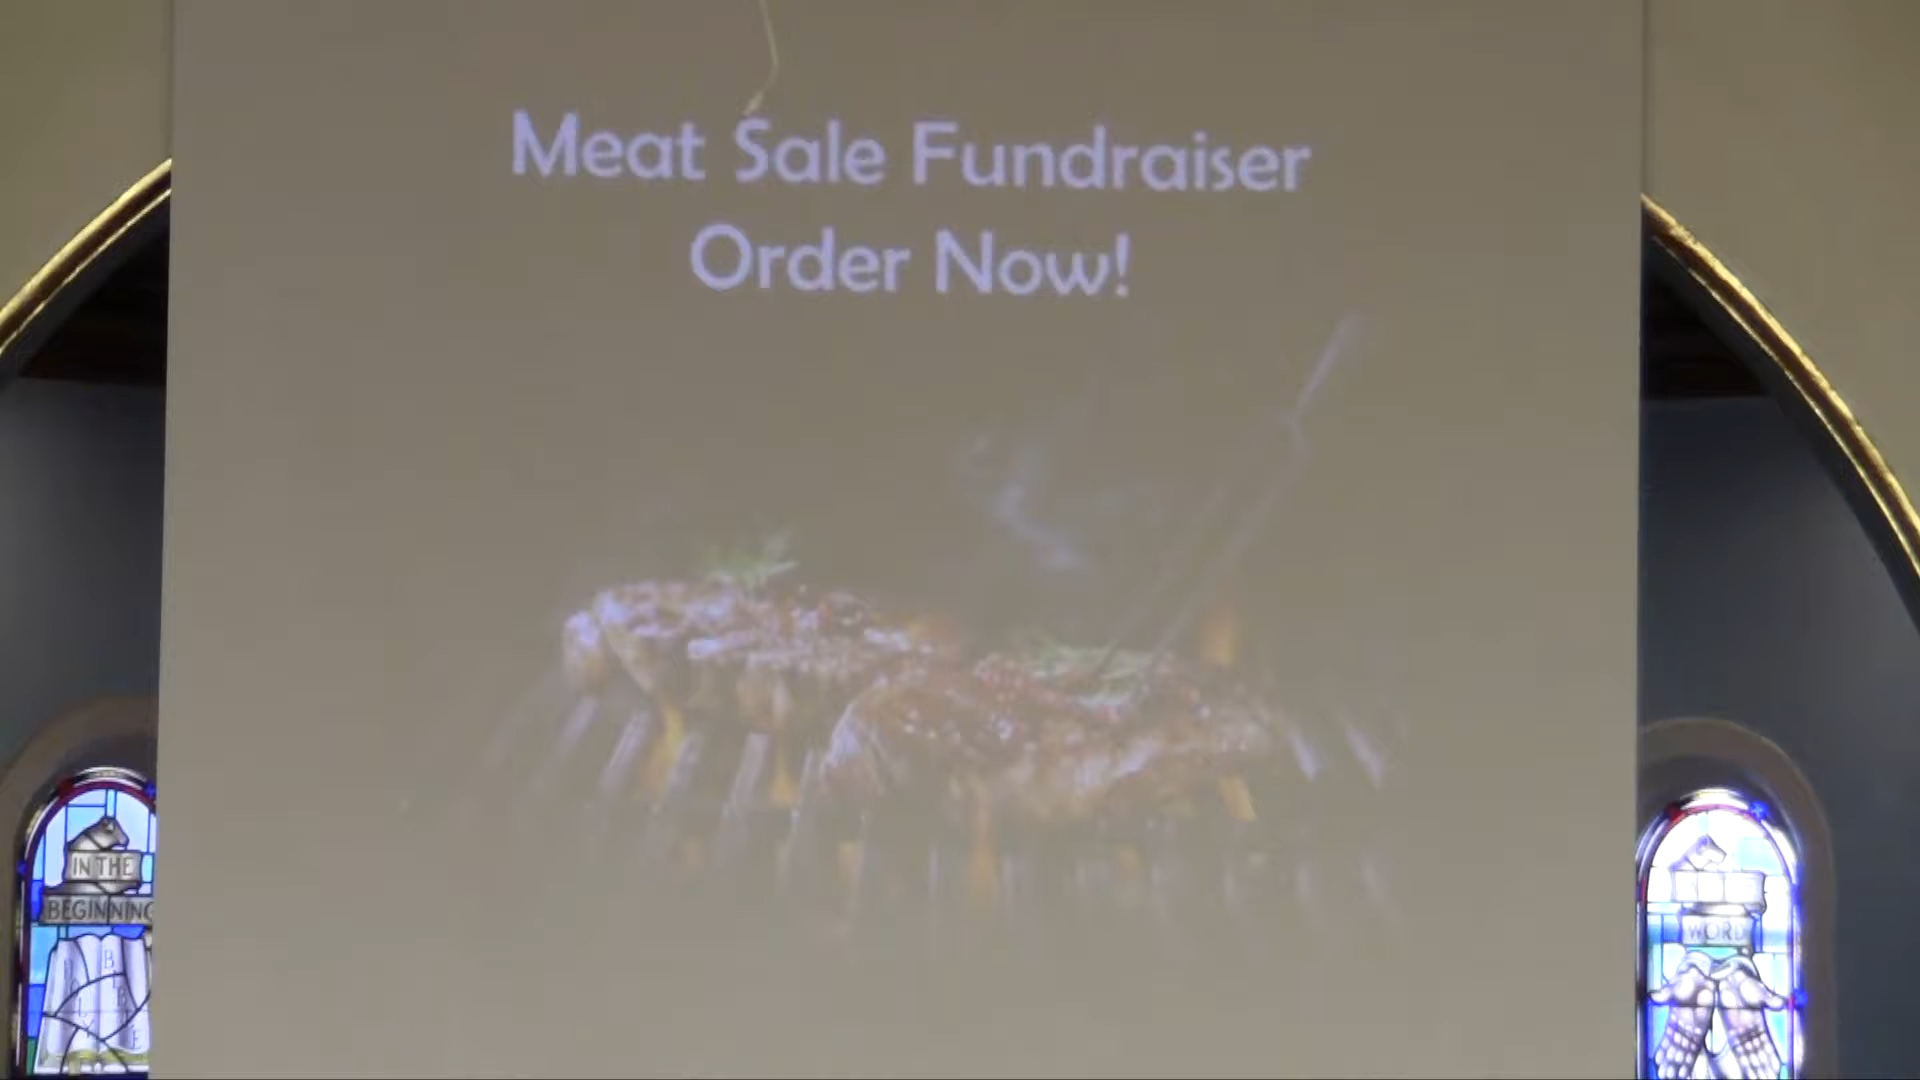 Meat Sale Fundraiser
Order Now!
IN THE
BEGINNING
WORD